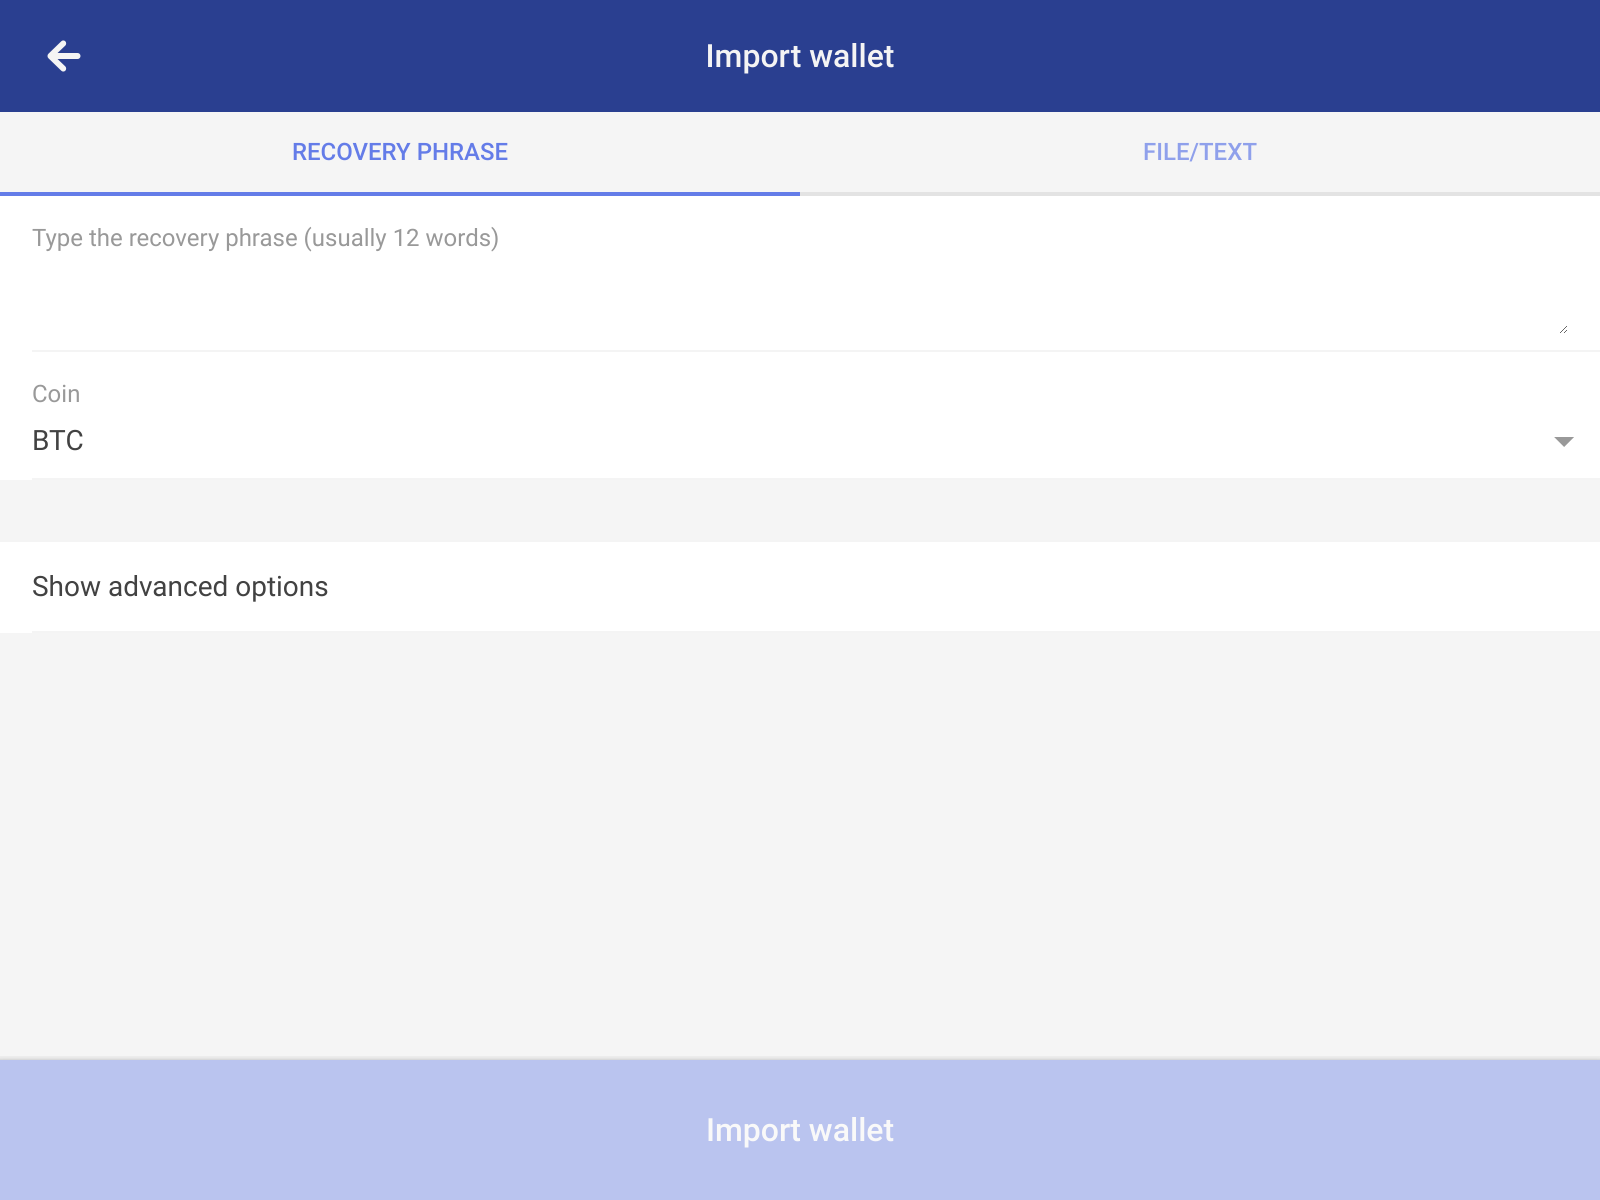 Import wallet
RECOVERY PHRASE
FILE/TEXT
Type the recovery phrase (usually 12 words)
Coin
BTC
Show advanced options
Import wallet